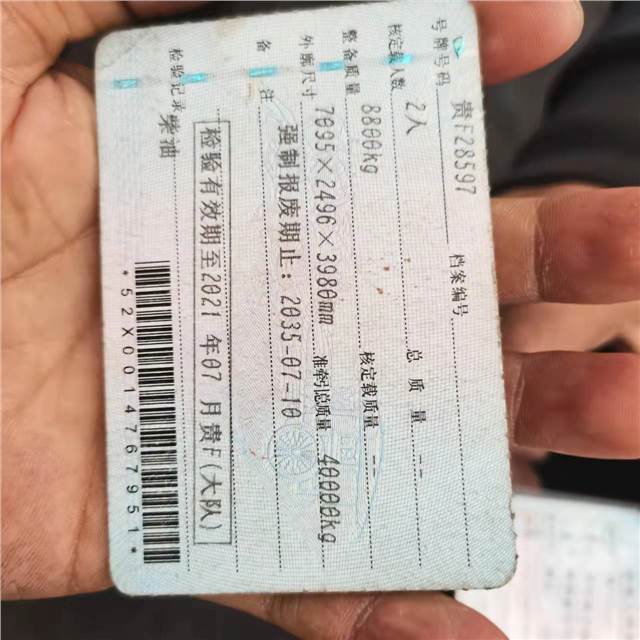 号牌号码 贵F28597 档案编号
核定载人数 2人 总质量 --
整备质量 8800kg 核定载质量 --
外廓尺寸 7095×2496×3980mm 准牵引总质量 40000kg
备注 强制报废期止：2035-07-10
检验有效期至2021年07月贵F(大队)
检验记录 柴油
*52X0014767951*